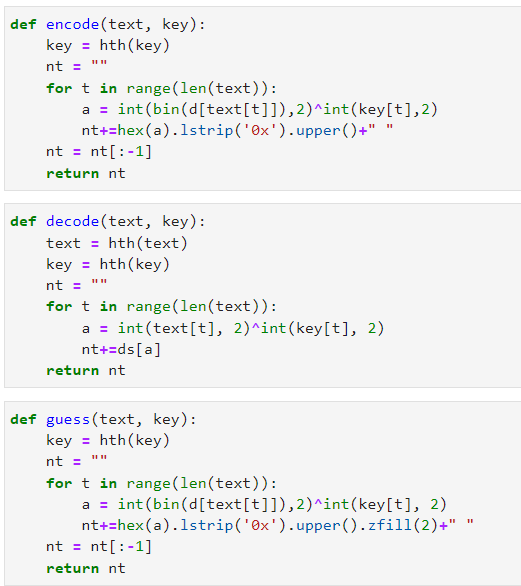 def encode(text, key):
    key = hth(key)
    nt = ""
    for t in range(len(text)):
        a = int(bin(d[text[t]]),2)^int(key[t],2)
        nt+=hex(a).lstrip('0x').upper()+" "
    nt = nt[:-1]
    return nt
def decode(text, key):
    text = hth(text)
    key = hth(key)
    nt = ""
    for t in range(len(text)):
        a = int(text[t], 2)^int(key[t], 2)
        nt+=ds[a]
    return nt
def guess(text, key):
    key = hth(key)
    nt = ""
    for t in range(len(text)):
        a = int(bin(d[text[t]]),2)^int(key[t], 2)
        nt+=hex(a).lstrip('0x').upper().zfill(2)+" "
    nt = nt[:-1]
    return nt